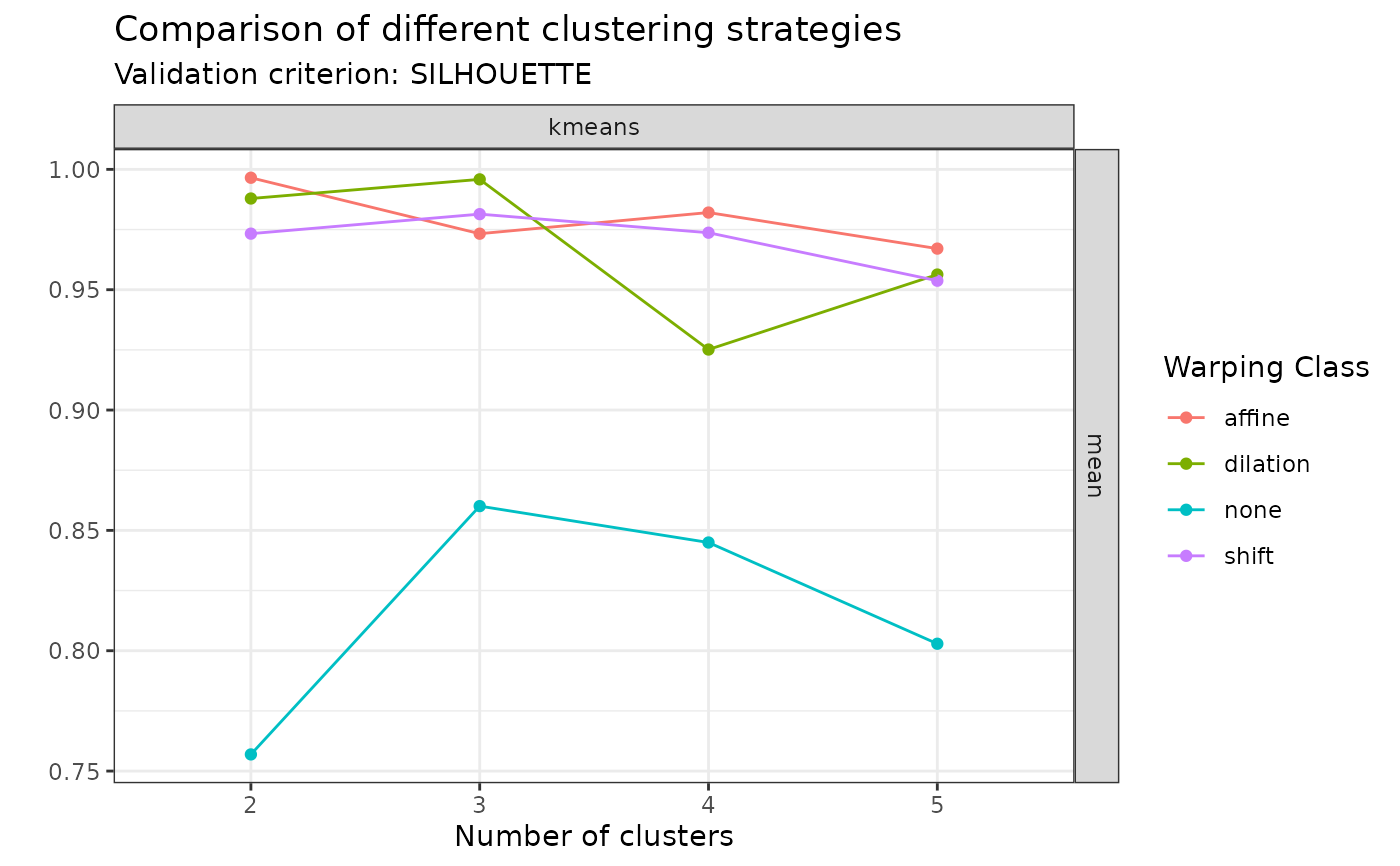 Comparison of different clustering strategies
Validation criterion: SILHOUETTE
kmeans
1.00
0.95
0.90
0.85
0.80
0.75
mean
2 3 4 5
Number of clusters
Warping Class
affine
dilation
none
shift